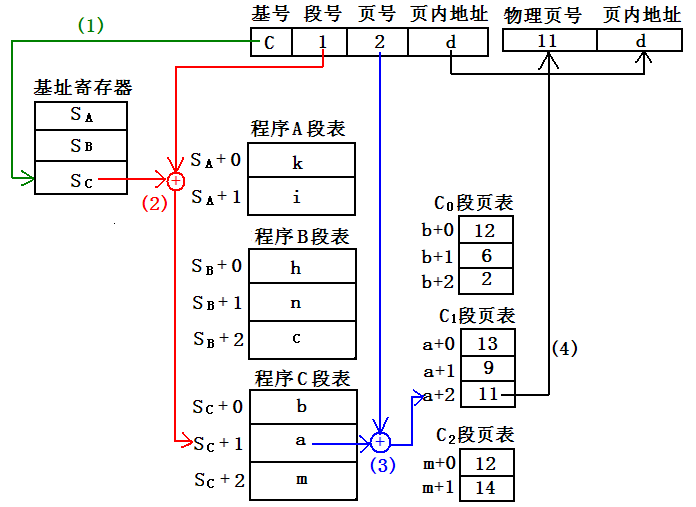 (1)
基号 段号 页号 页内地址
C 1 2 d
物理页号 页内地址
11 d
基址寄存器
SA
SB
SC
(2)
+
程序A段表
SA+0 k
SA+1 i
程序B段表
SB+0 h
SB+1 n
SB+2 c
程序C段表
SC+0 b
SC+1 a
SC+2 m
+
(3)
C0段页表
b+0 12
b+1 6
b+2 2
C1段页表
a+0 13
a+1 9
a+2 11
(4)
C2段页表
m+0 12
m+1 14